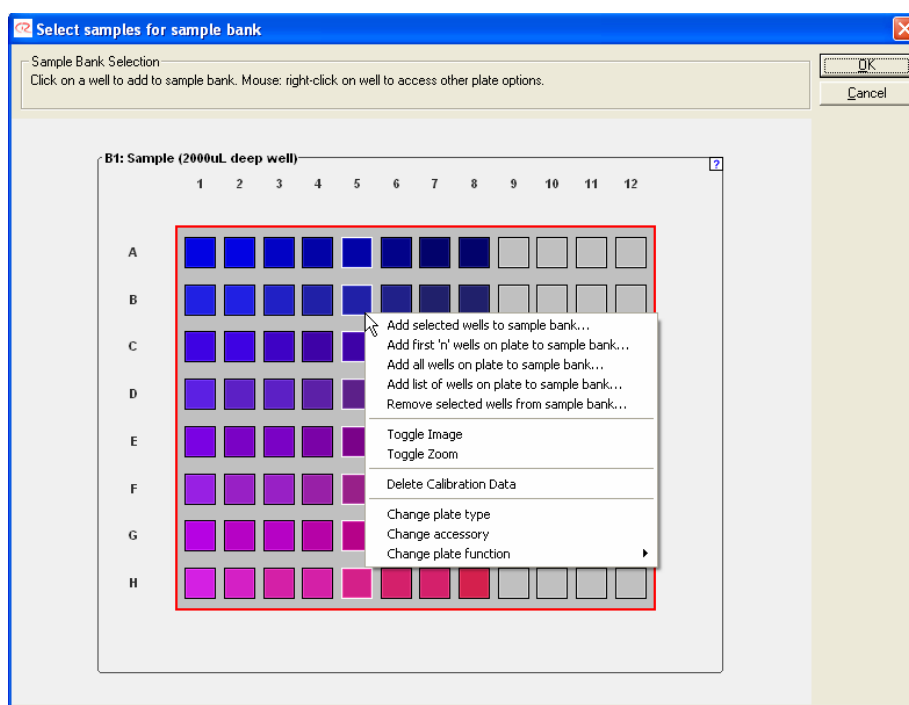 Select samples for sample bank
Sample Bank Selection
Click on a well to add to sample bank. Mouse: right-click on well to access other plate options.
OK
Cancel
B1: Sample (2000uL deep well)
?
1 2 3 4 5 6 7 8 9 10 11 12
A
B
C
D
E
F
G
H
Add selected wells to sample bank...
Add first 'n' wells on plate to sample bank...
Add all wells on plate to sample bank...
Add list of wells on plate to sample bank...
Remove selected wells from sample bank...
Toggle Image
Toggle Zoom
Delete Calibration Data
Change plate type
Change accessory
Change plate function